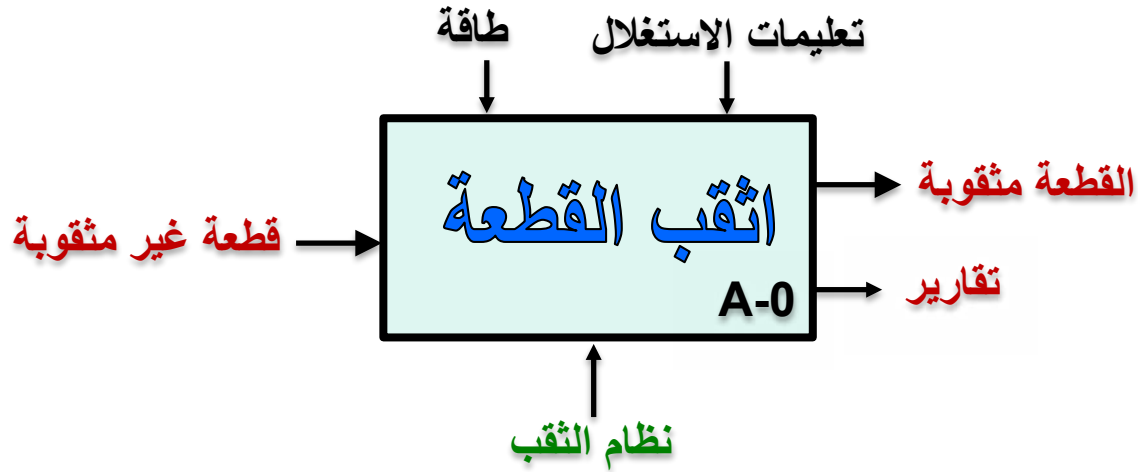 طاقة
تعليمات الاستغلال
اثقب القطعة
A-0
قطعة غير مثقوبة
القطعة مثقوبة
تقارير
نظام الثقب